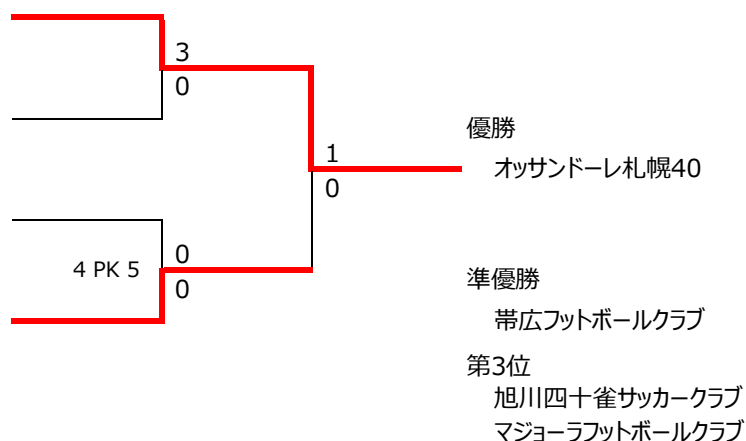 3
0
優勝
1
オッサンドーレ札幌40
0
0
4 PK 5
0
準優勝
帯広フットボールクラブ
第3位
旭川四十雀サッカークラブ
マジョーラフットボールクラブ